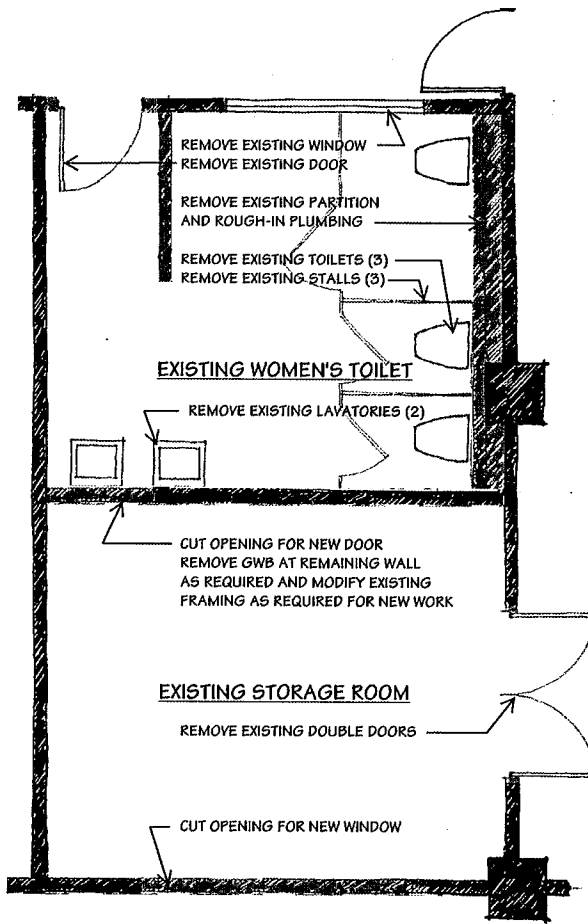 REMOVE EXISTING WINDOW
REMOVE EXISTING DOOR
REMOVE EXISTING PARTITION
AND ROUGH-IN PLUMBING
REMOVE EXISTING TOILETS (3)
REMOVE EXISTING STALLS (3)
EXISTING WOMEN'S TOILET
REMOVE EXISTING LAVATORIES (2)
CUT OPENING FOR NEW DOOR
REMOVE GWB AT REMAINING WALL
AS REQUIRED AND MODIFY EXISTING
FRAMING AS REQUIRED FOR NEW WORK
EXISTING STORAGE ROOM
REMOVE EXISTING DOUBLE DOORS
CUT OPENING FOR NEW WINDOW